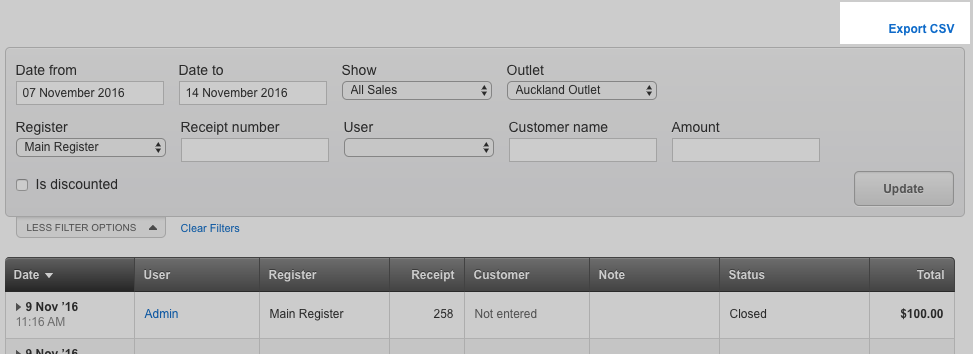 Export CSV
Date from Date to Show Outlet
07 November 2016 14 November 2016 All Sales Auckland Outlet
Register Receipt number User Customer name Amount
Main Register
Is discounted
Update
LESS FILTER OPTIONS Clear Filters
Date User Register Receipt Customer Note Status Total
9 Nov '16
11:16 AM Admin Main Register 258 Not entered Closed $100.00
9 Nov '16